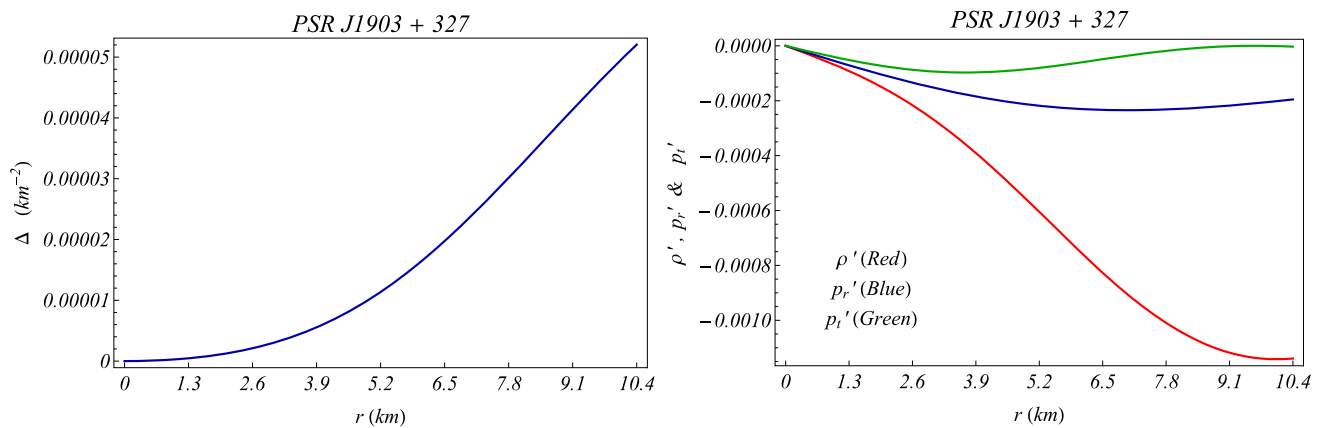 PSR J1903 + 327
0.00005
0.00004
0.00003
0.00002
0.00001
0
Δ (km⁻²)
0 1.3 2.6 3.9 5.2 6.5 7.8 9.1 10.4
r (km)
PSR J1903 + 327
0.0000
−0.0002
−0.0004
−0.0006
−0.0008
−0.0010
ρ', pᵣ' & pₜ'
ρ' (Red)
pᵣ' (Blue)
pₜ' (Green)
0 1.3 2.6 3.9 5.2 6.5 7.8 9.1 10.4
r (km)